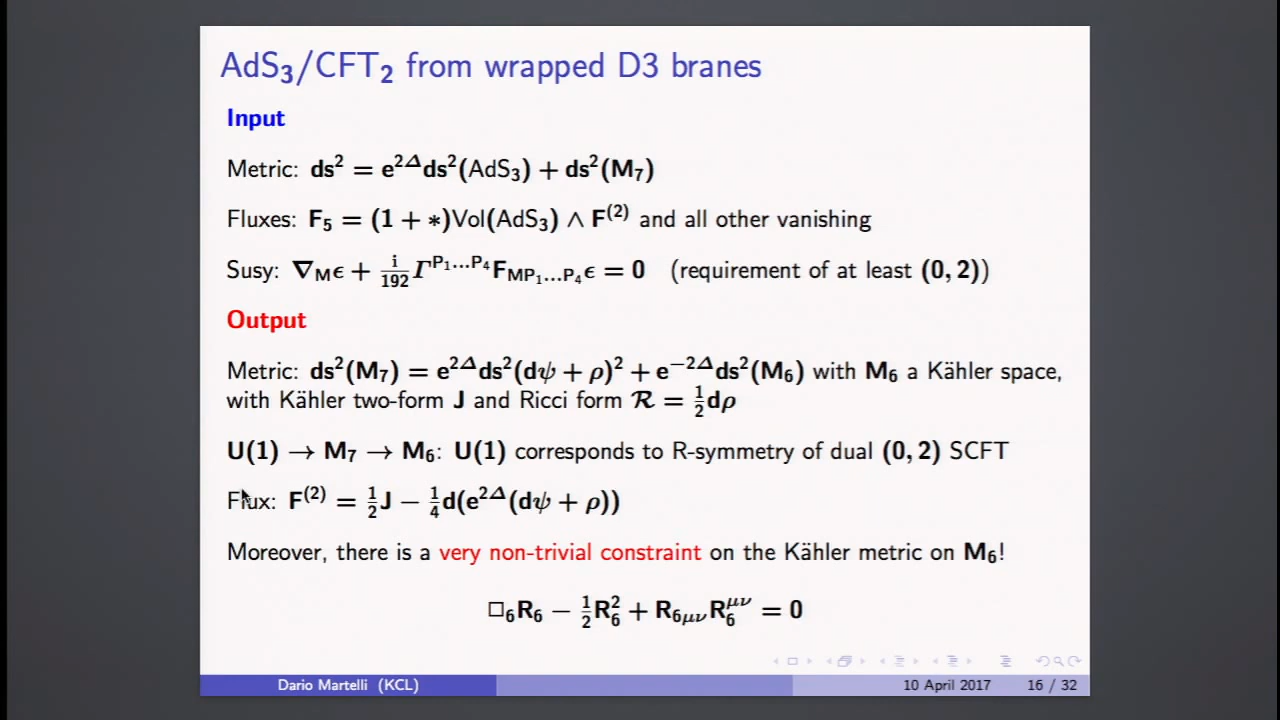 AdS₃/CFT₂ from wrapped D3 branes
Input
Metric: ds² = e^{2Δ}ds²(AdS₃) + ds²(M₇)
Fluxes: F₅ = (1 + ∗)Vol(AdS₃) ∧ F^{(2)} and all other vanishing
Susy: ∇_M ϵ + i/192 Γ^{P₁…P₄}F_{MP₁…P₄}ϵ = 0 (requirement of at least (0, 2))
Output
Metric: ds²(M₇) = e^{2Δ}ds²(dψ + ρ)² + e^{−2Δ}ds²(M₆) with M₆ a Kähler space,
with Kähler two-form J and Ricci form ℛ = ½dρ
U(1) → M₇ → M₆: U(1) corresponds to R-symmetry of dual (0, 2) SCFT
Flux: F^{(2)} = ½J − ¼d(e^{2Δ}(dψ + ρ))
Moreover, there is a very non-trivial constraint on the Kähler metric on M₆!
□₆R₆ − ½R₆² + R_{6μν}R₆^{μν} = 0
Dario Martelli (KCL) 10 April 2017 16 / 32